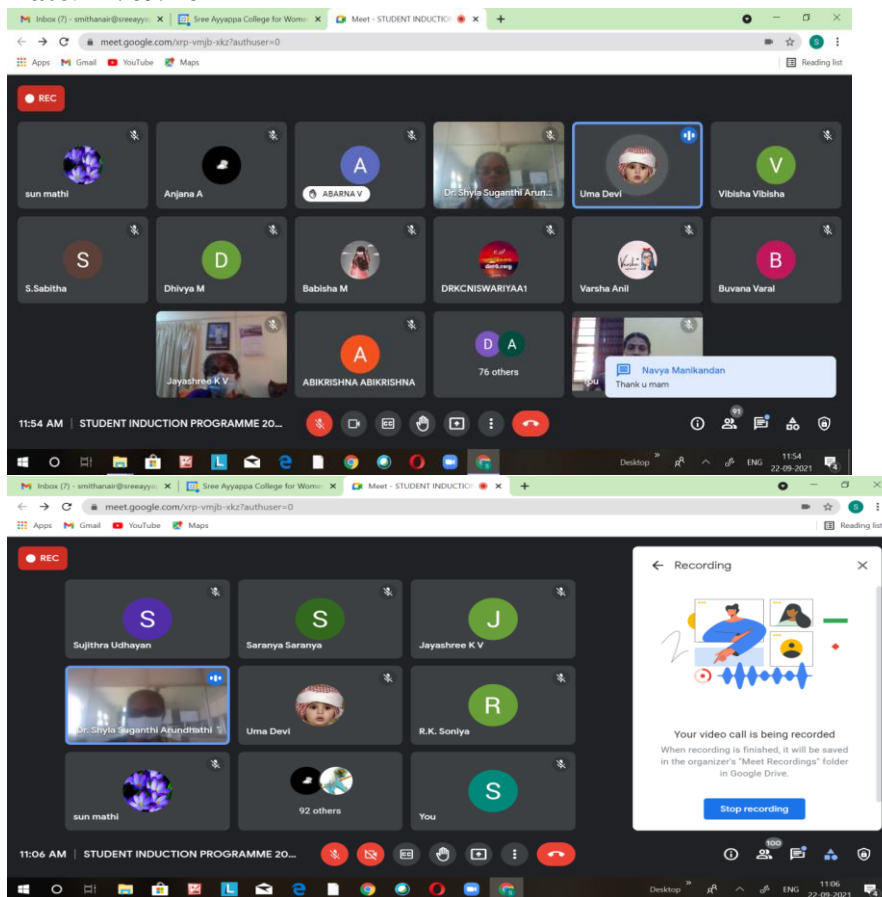 Inbox (7) - smithanair@sreeayya
Sree Ayyappa College for Wome
Meet - STUDENT INDUCTIO
meet.google.com/xrp-vmjb-xkz?authuser=0
Apps Gmail YouTube Maps
Reading list
REC
sun mathi
Anjana A
A
ABARNA V
Dr. Shyla Suganthi Arun...
Uma Devi
V
Vibisha Vibisha
S
S.Sabitha
D
Dhivya M
Babisha M
DRKCNISWARIYAA1
Varsha Anil
B
Buvana Varal
Jayashree K V
A
ABIKRISHNA ABIKRISHNA
D A
76 others
Navya Manikandan
Thank u mam
11:54 AM | STUDENT INDUCTION PROGRAMME 20...
91
Desktop
ENG
11:54
22-09-2021
Inbox (7) - smithanair@sreeayya
Sree Ayyappa College for Wome
Meet - STUDENT INDUCTIO
meet.google.com/xrp-vmjb-xkz?authuser=0
Apps Gmail YouTube Maps
Reading list
REC
S
Sujithra Udhayan
S
Saranya Saranya
J
Jayashree K V
Dr. Shyla Suganthi Arundhathi
Uma Devi
R
R.K. Soniya
sun mathi
92 others
S
You
Recording
Your video call is being recorded
When recording is finished, it will be saved
in the organizer's "Meet Recordings" folder
in Google Drive.
Stop recording
11:06 AM | STUDENT INDUCTION PROGRAMME 20...
100
Desktop
ENG
11:06
22-09-2021